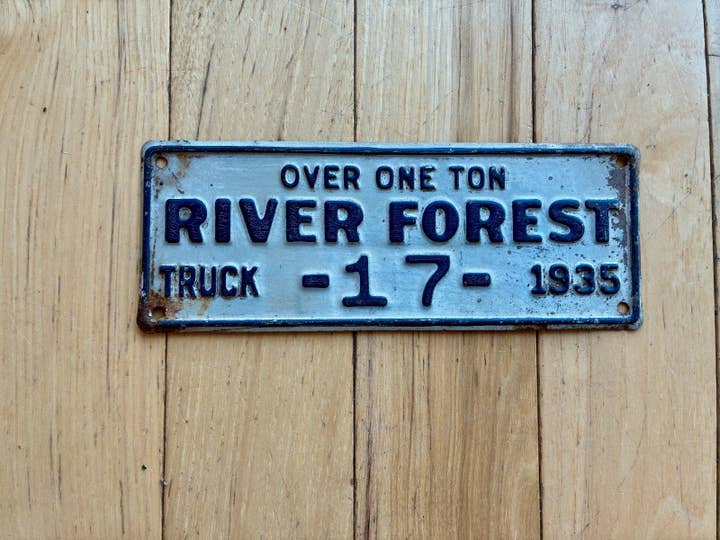 OVER ONE TON
RIVER FOREST
TRUCK -17- 1935